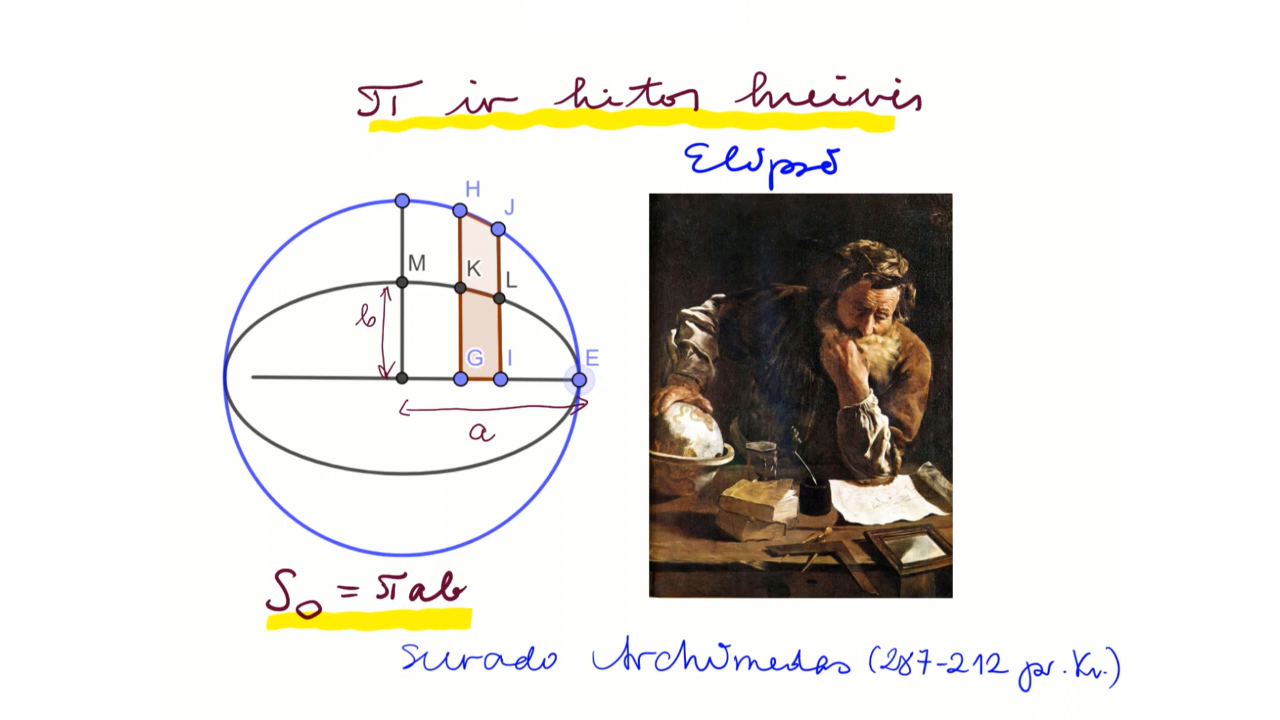 π ir kitos kreivės
Elipsė
H
J
M
K
L
b
G
I
E
a
S₀ = πab
Surado Archimedas (287-212 pr. Kr.)